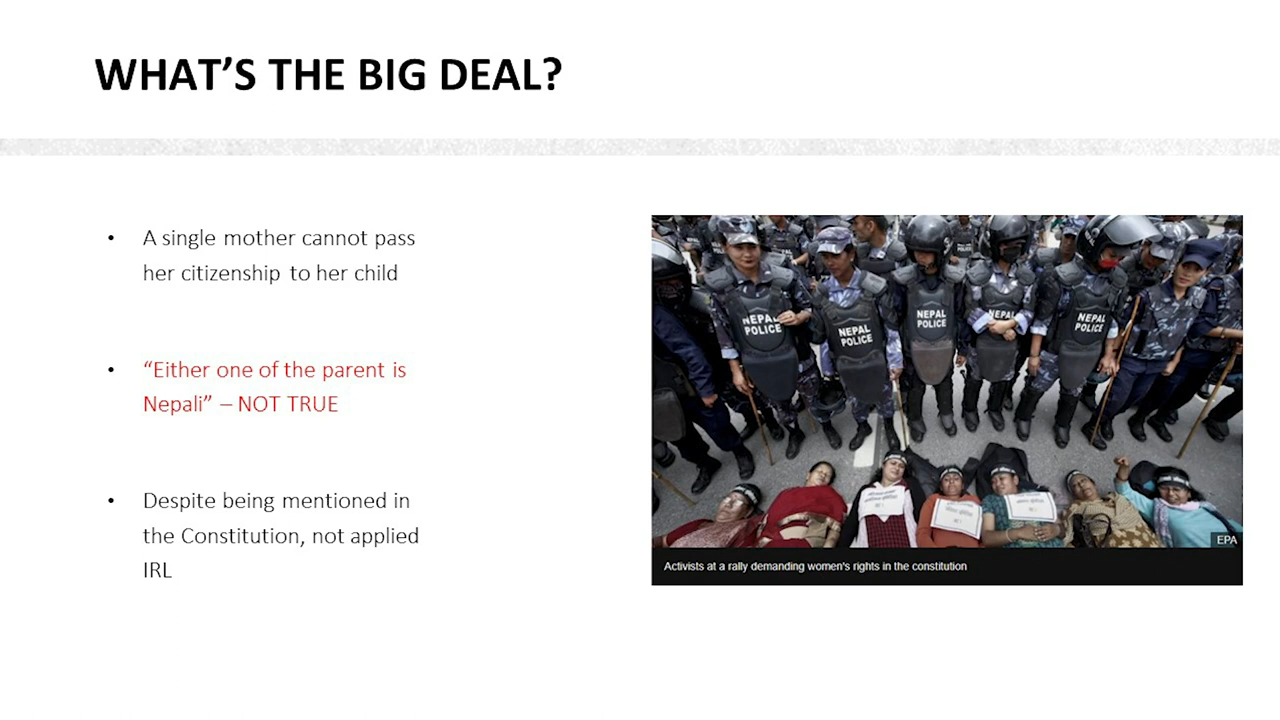 WHAT'S THE BIG DEAL?
• A single mother cannot pass
her citizenship to her child
• “Either one of the parent is
Nepali” – NOT TRUE
• Despite being mentioned in
the Constitution, not applied
IRL
POLICE
NEPAL
POLICE
NEPAL
POLICE
NEPAL
POLICE
NEPAL
NEPAL
POLICE
EPA
Activists at a rally demanding women's rights in the constitution